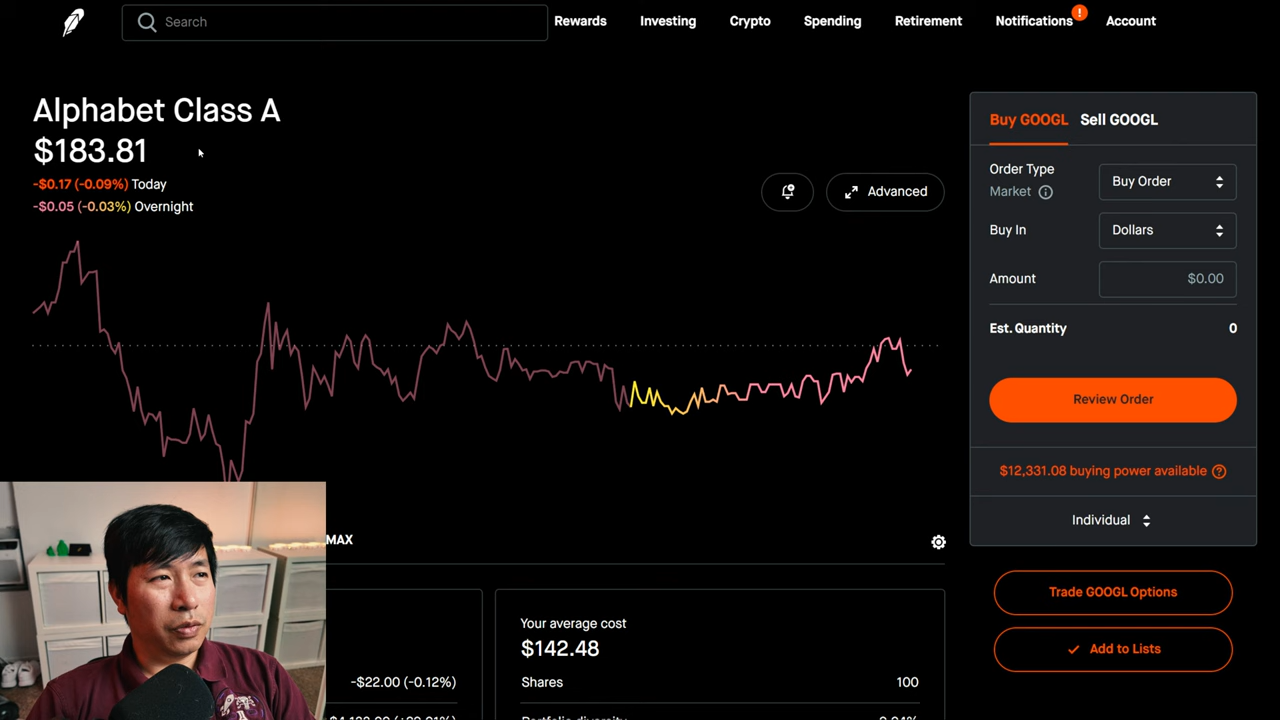 Search
Rewards
Investing
Crypto
Spending
Retirement
Notifications
!
Account
Alphabet Class A
$183.81
-$0.17 (-0.09%) Today
-$0.05 (-0.03%) Overnight
Advanced
MAX
-$22.00 (-0.12%)
Your average cost
$142.48
Shares 100
Portfolio diversity
Buy GOOGL Sell GOOGL
Order Type
Market
Buy Order
Buy In Dollars
Amount $0.00
Est. Quantity 0
Review Order
$12,331.08 buying power available
Individual
Trade GOOGL Options
Add to Lists